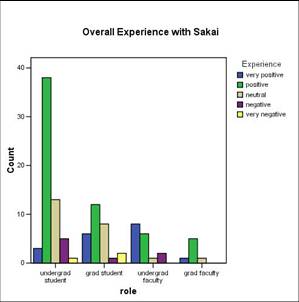 Overall Experience with Sakai
Experience
very positive
positive
neutral
negative
very negative
40
30
20
10
0
Count
undergrad student
grad student
undergrad faculty
grad faculty
role